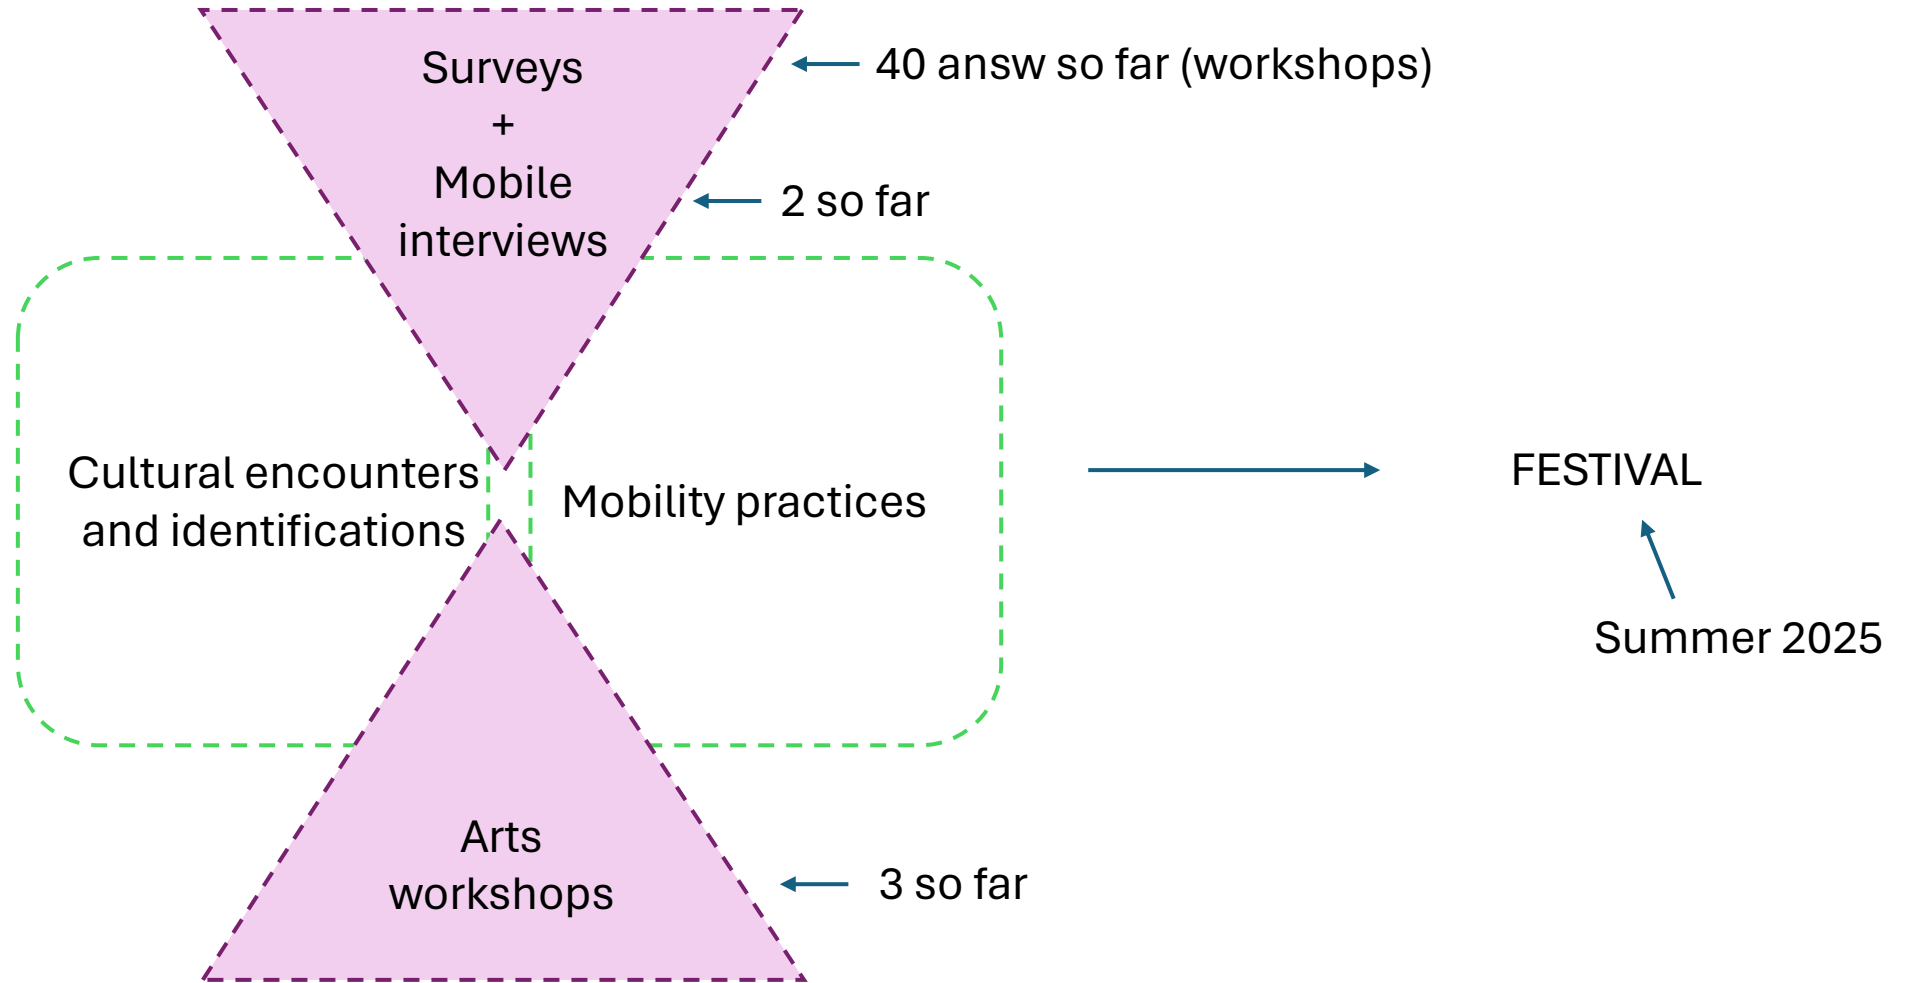 Surveys
+
Mobile
interviews
40 answ so far (workshops)
2 so far
Cultural encounters
and identifications
Mobility practices
FESTIVAL
Summer 2025
Arts
workshops
3 so far